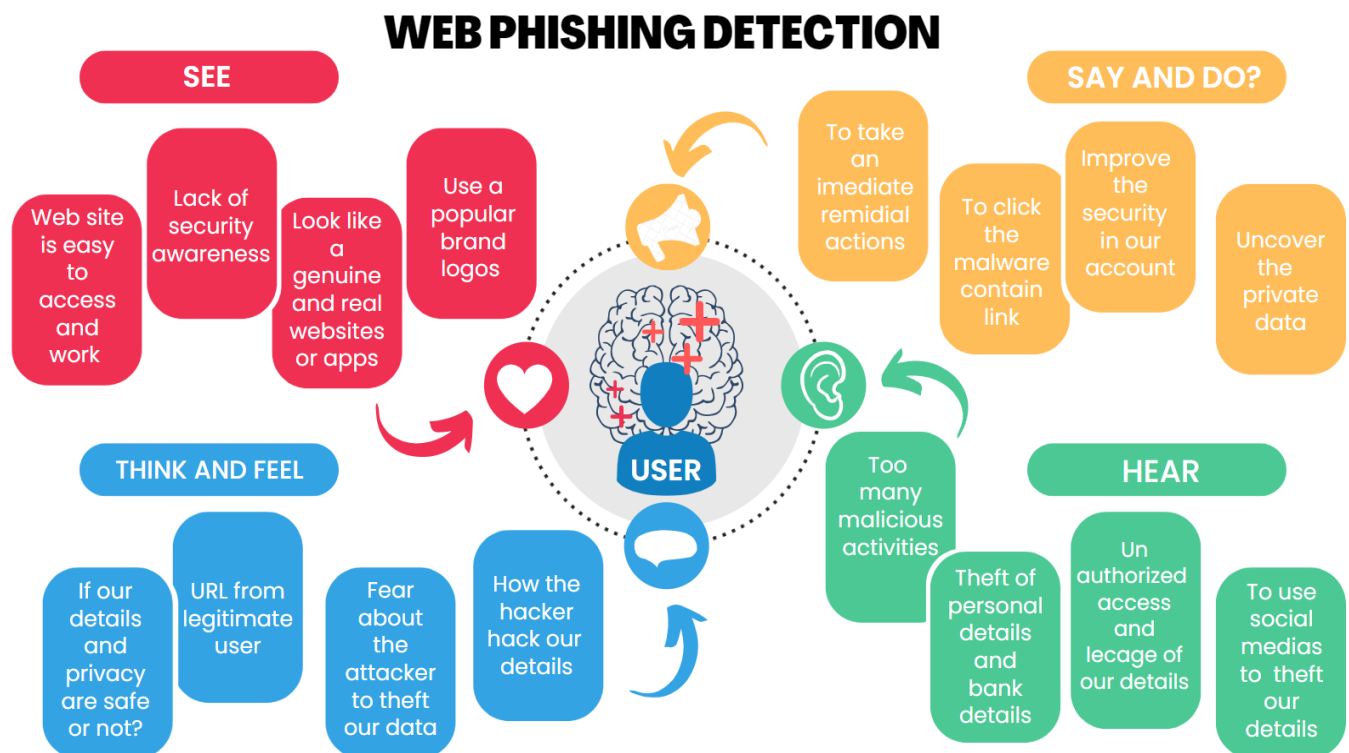 WEB PHISHING DETECTION
SEE
Web site
is easy
to
access
and
work
Lack of
security
awareness
Look like
a
genuine
and real
websites
or apps
Use a
popular
brand
logos
SAY AND DO?
To take
an
imediate
remidial
actions
To click
the
malware
contain
link
Improve
the
security
in our
account
Uncover
the
private
data
USER
THINK AND FEEL
If our
details
and
privacy
are safe
or not?
URL from
legitimate
user
Fear
about
the
attacker
to theft
our data
How the
hacker
hack our
details
HEAR
Too
many
malicious
activities
Theft of
personal
details
and
bank
details
Un
authorized
access
and
lecage of
our details
To use
social
medias
to theft
our
details